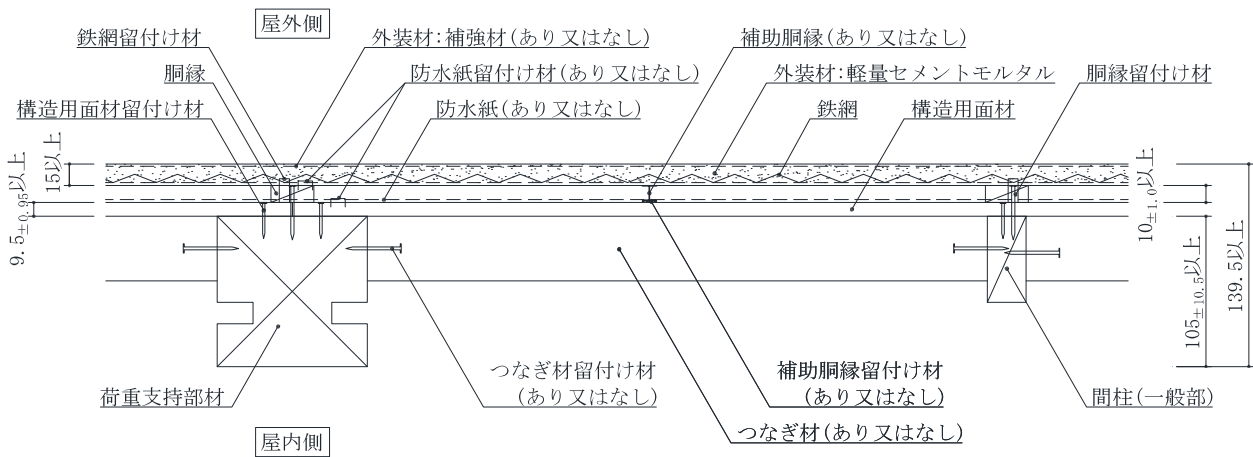 屋外側
鉄網留付け材
外装材:補強材(あり又はなし)
補助胴縁(あり又はなし)
胴縁
防水紙留付け材(あり又はなし)
外装材:軽量セメントモルタル
胴縁留付け材
構造用面材留付け材
防水紙(あり又はなし)
鉄網
構造用面材
9.5±0.95以上
15以上
10±1.0以上
105±10.5以上
139.5以上
荷重支持部材
つなぎ材留付け材
(あり又はなし)
補助胴縁留付け材
(あり又はなし)
間柱(一般部)
つなぎ材(あり又はなし)
屋内側